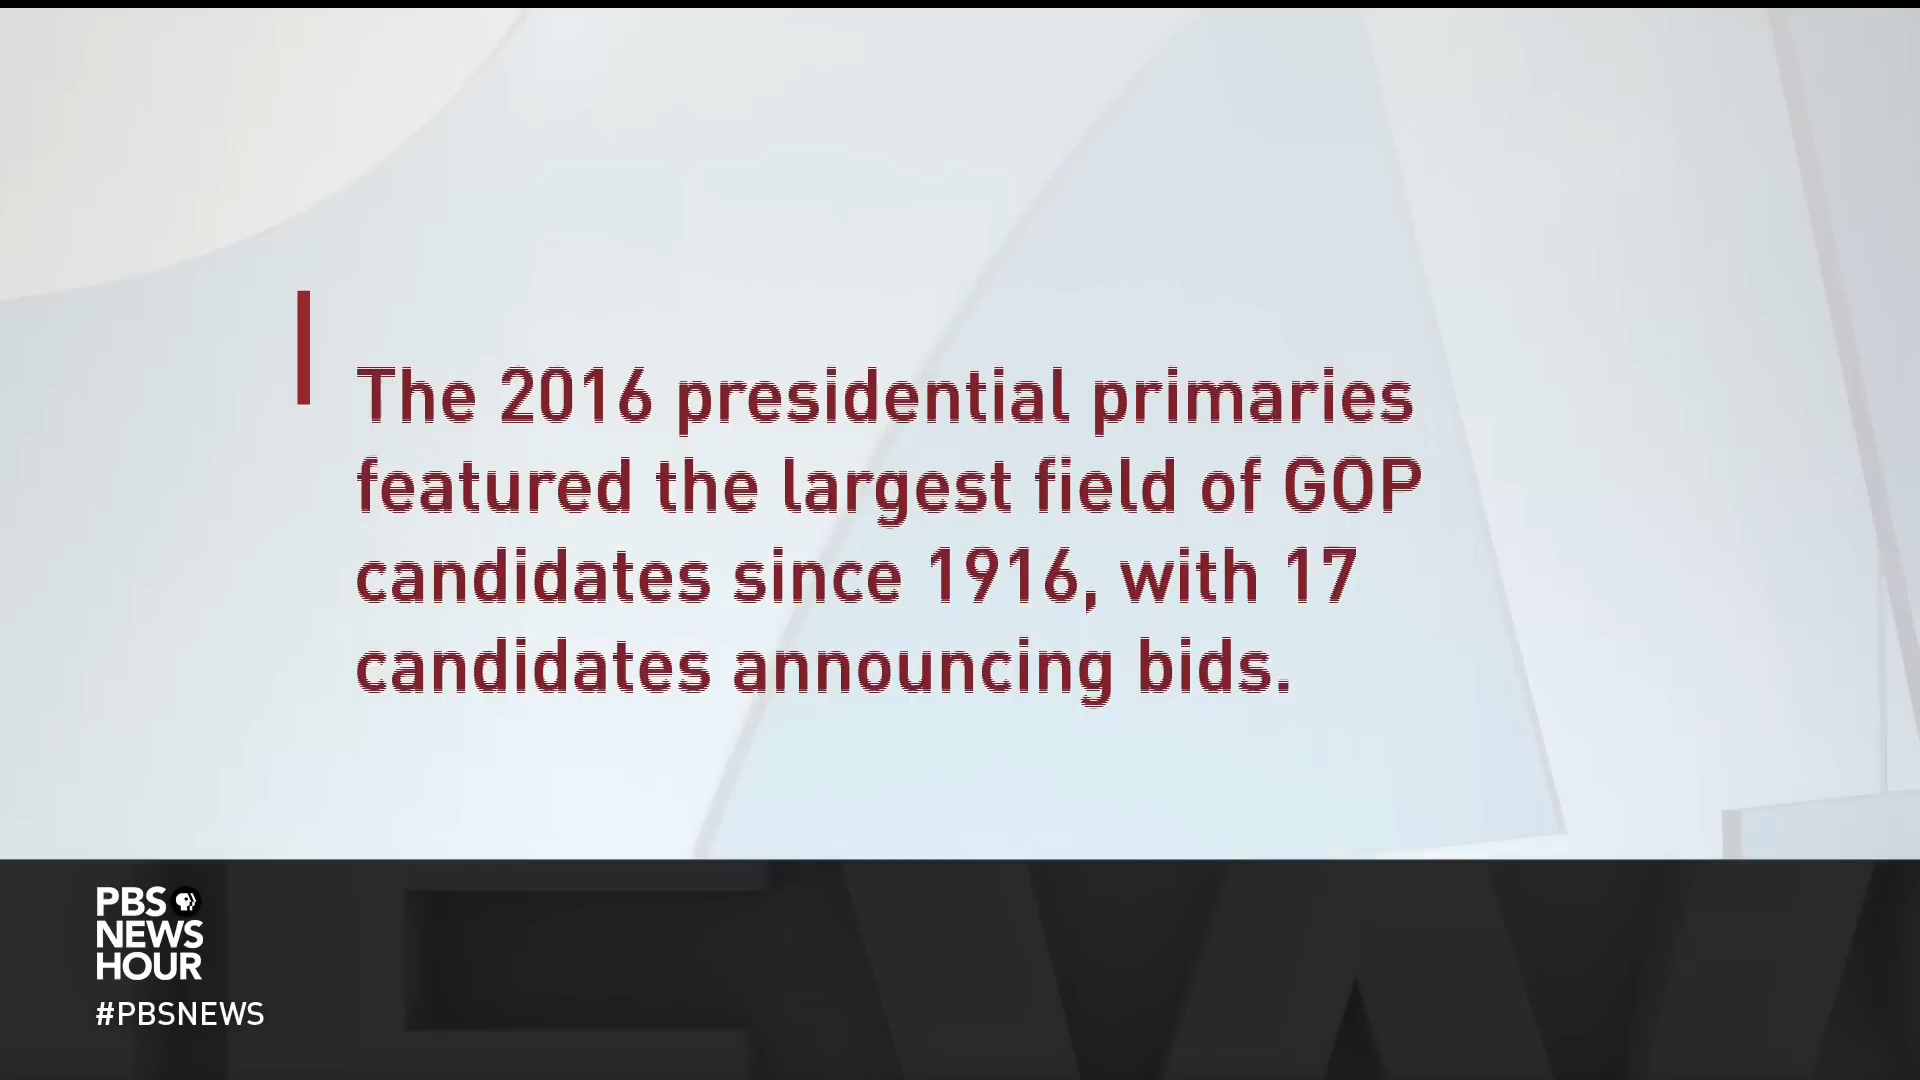 The 2016 presidential primaries
featured the largest field of GOP
candidates since 1916, with 17
candidates announcing bids.
PBS
NEWS
HOUR
#PBSNEWS